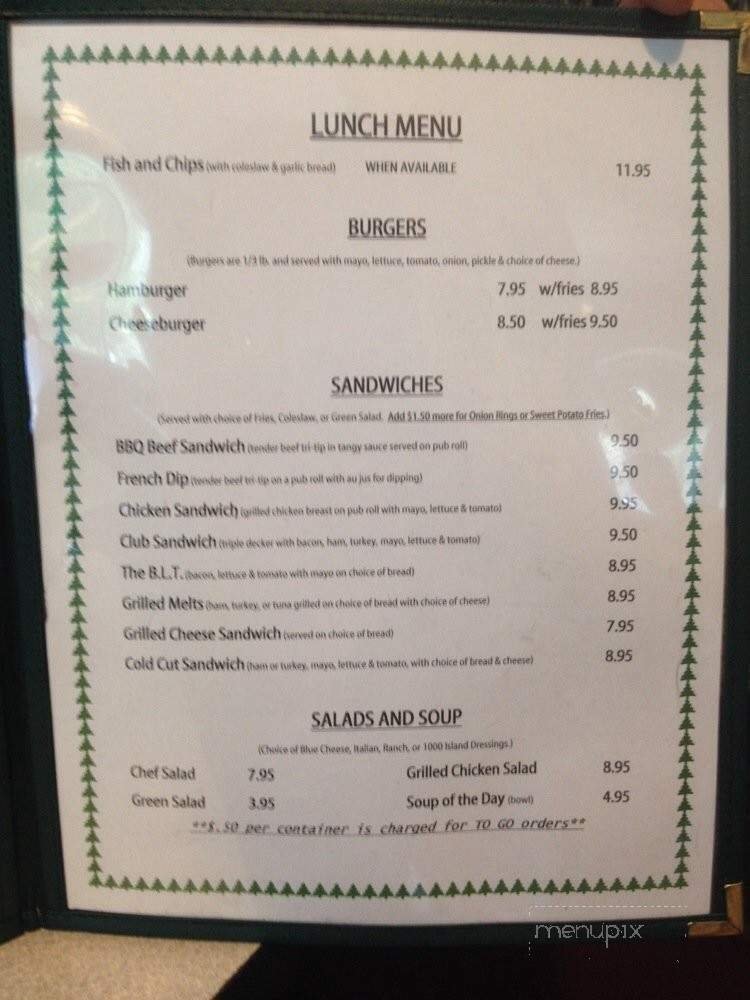 LUNCH MENU
Fish and Chips (with coleslaw & garlic bread) WHEN AVAILABLE 11.95
BURGERS
(Burgers are 1/3 lb. and served with mayo, lettuce, tomato, onion, pickle & choice of cheese.)
Hamburger 7.95 w/fries 8.95
Cheeseburger 8.50 w/fries 9.50
SANDWICHES
(Served with choice of Fries, Coleslaw, or Green Salad. Add $1.50 more for Onion Rings or Sweet Potato Fries.)
BBQ Beef Sandwich (tender beef tri-tip in tangy sauce served on pub roll) 9.50
French Dip (tender beef tri-tip on a pub roll with au jus for dipping) 9.50
Chicken Sandwich (grilled chicken breast on pub roll with mayo, lettuce & tomato) 9.95
Club Sandwich (triple decker with bacon, ham, turkey, mayo, lettuce & tomato) 9.50
The B.L.T. (bacon, lettuce & tomato with mayo on choice of bread) 8.95
Grilled Melts (ham, turkey, or tuna grilled on choice of bread with choice of cheese) 8.95
Grilled Cheese Sandwich (served on choice of bread) 7.95
Cold Cut Sandwich (ham or turkey, mayo, lettuce & tomato, with choice of bread & cheese) 8.95
SALADS AND SOUP
(Choice of Blue Cheese, Italian, Ranch, or 1000 Island Dressings.)
Chef Salad 7.95 Grilled Chicken Salad 8.95
Green Salad 3.95 Soup of the Day (bowl) 4.95
**$.50 per container is charged for TO GO orders**
menupix